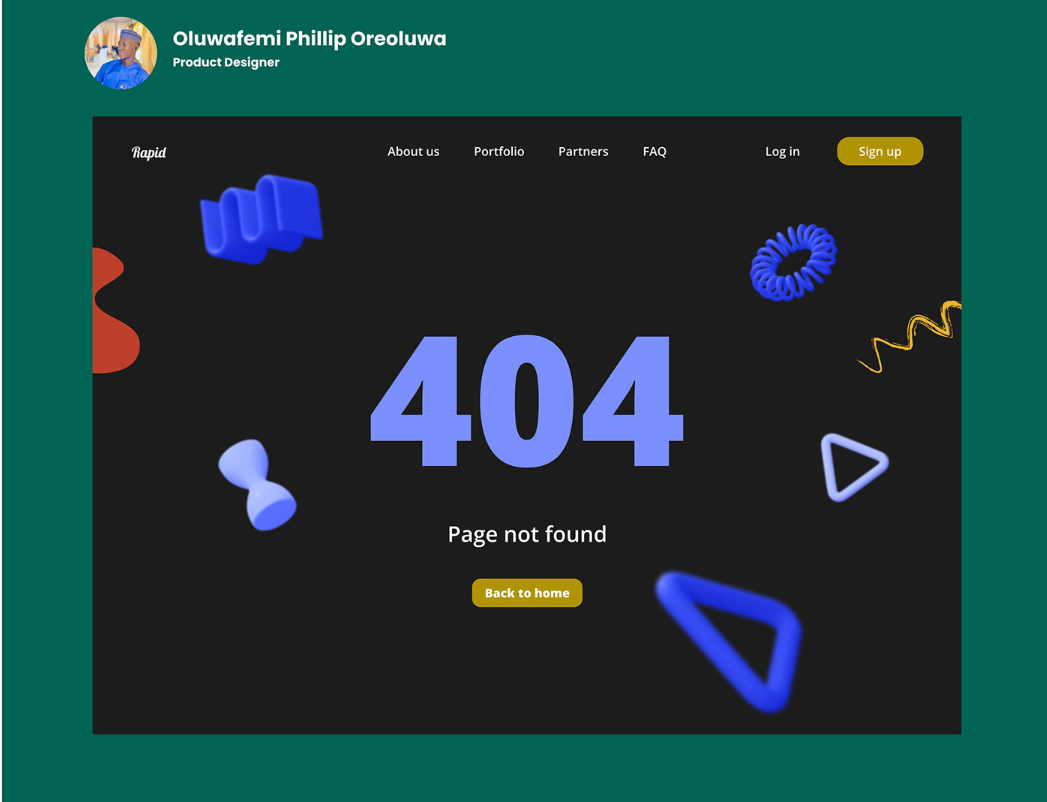 Oluwafemi Phillip Oreoluwa
Product Designer
Rapid
About us
Portfolio
Partners
FAQ
Log in
Sign up
404
Page not found
Back to home